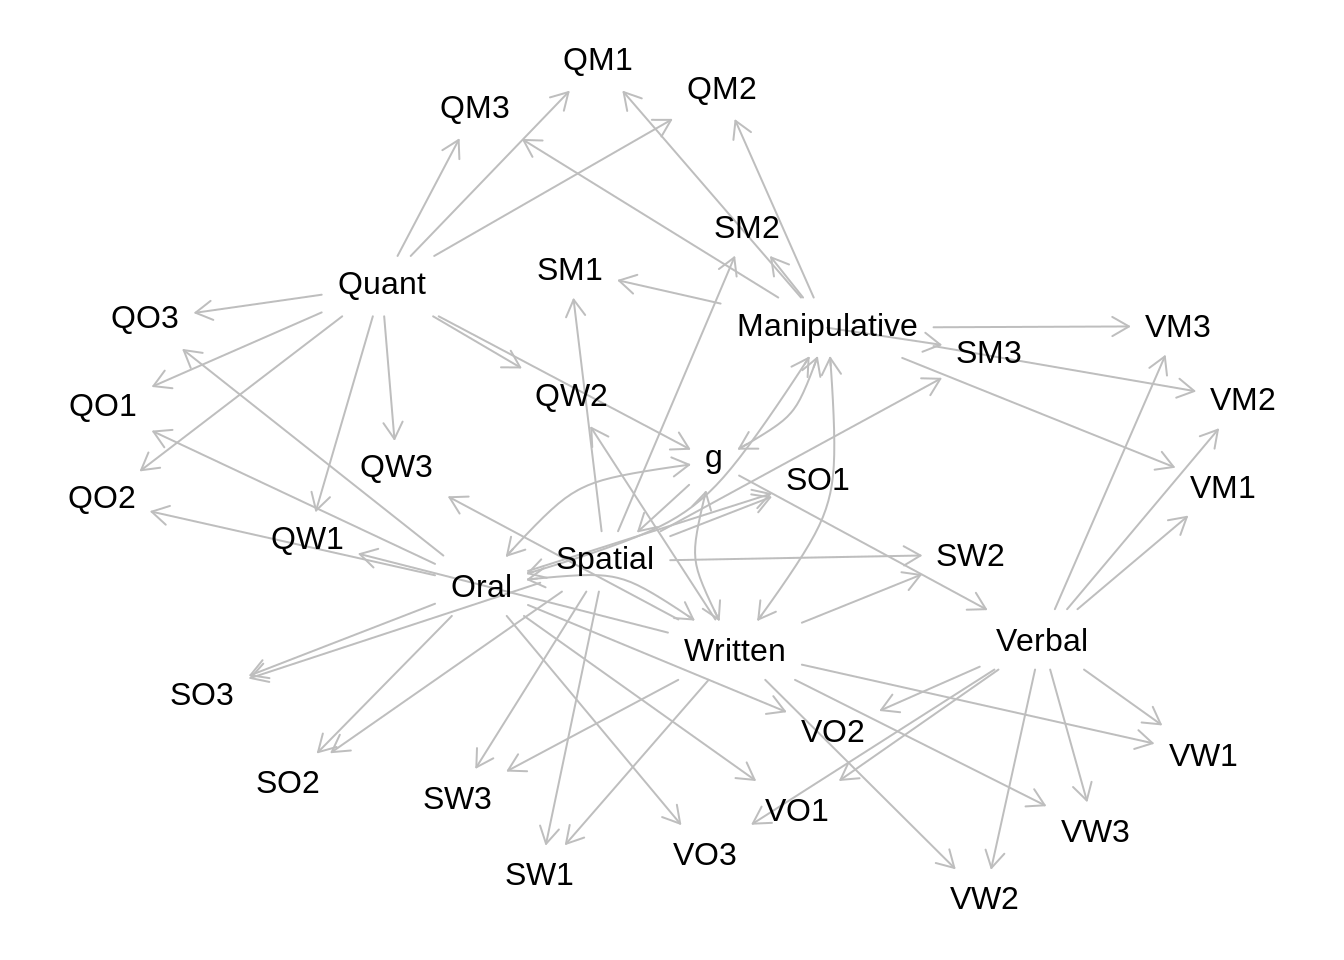 QM1
QM2
QM3
SM2
SM1
Quant
QO3
Manipulative
VM3
SM3
QW2
VM2
QO1
g
QW3
SO1
VM1
QO2
QW1
Spatial
SW2
Oral
Written
Verbal
SO3
VO2
VW1
SO2
SW3
VO1
VW3
VO3
SW1
VW2